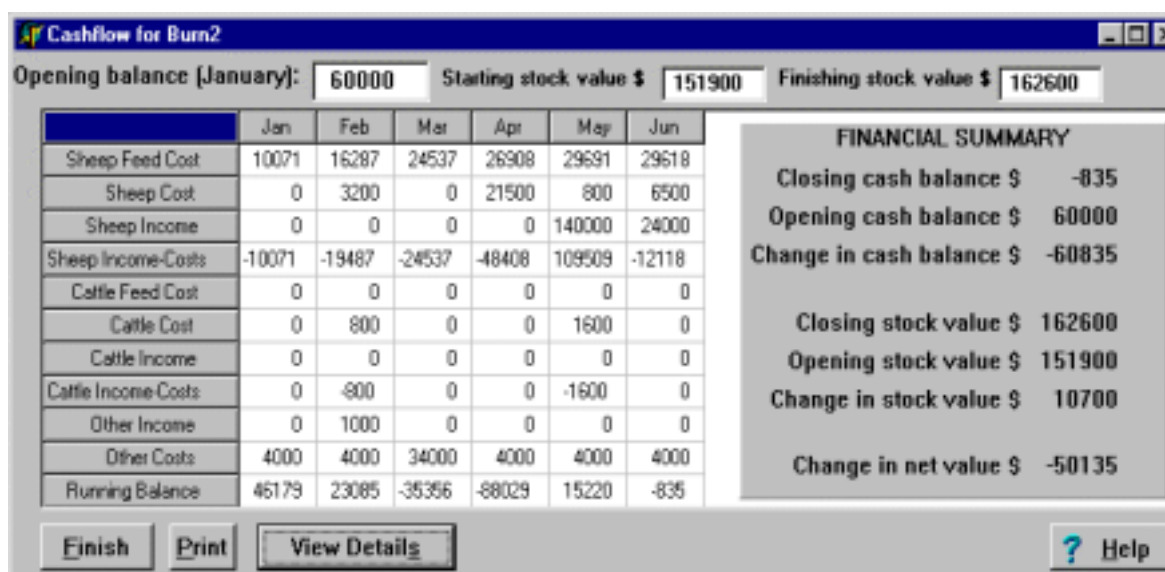 Cashflow for Burn2
Opening balance (January): 60000 Starting stock value $ 151900 Finishing stock value $ 162600
Jan Feb Mar Apr May Jun
Sheep Feed Cost 10071 16287 24537 26908 29691 29618
Sheep Cost 0 3200 0 21500 800 6500
Sheep Income 0 0 0 0 140000 24000
Sheep Income-Costs -10071 -19487 -24537 -48408 109509 -12118
Cattle Feed Cost 0 0 0 0 0 0
Cattle Cost 0 800 0 0 1600 0
Cattle Income 0 0 0 0 0 0
Cattle Income-Costs 0 -800 0 0 -1600 0
Other Income 0 1000 0 0 0 0
Other Costs 4000 4000 34000 4000 4000 4000
Running Balance 46179 23085 -35356 -88029 15220 -835
FINANCIAL SUMMARY
Closing cash balance $ -835
Opening cash balance $ 60000
Change in cash balance $ -60835
Closing stock value $ 162600
Opening stock value $ 151900
Change in stock value $ 10700
Change in net value $ -50135
Finish Print View Details ? Help